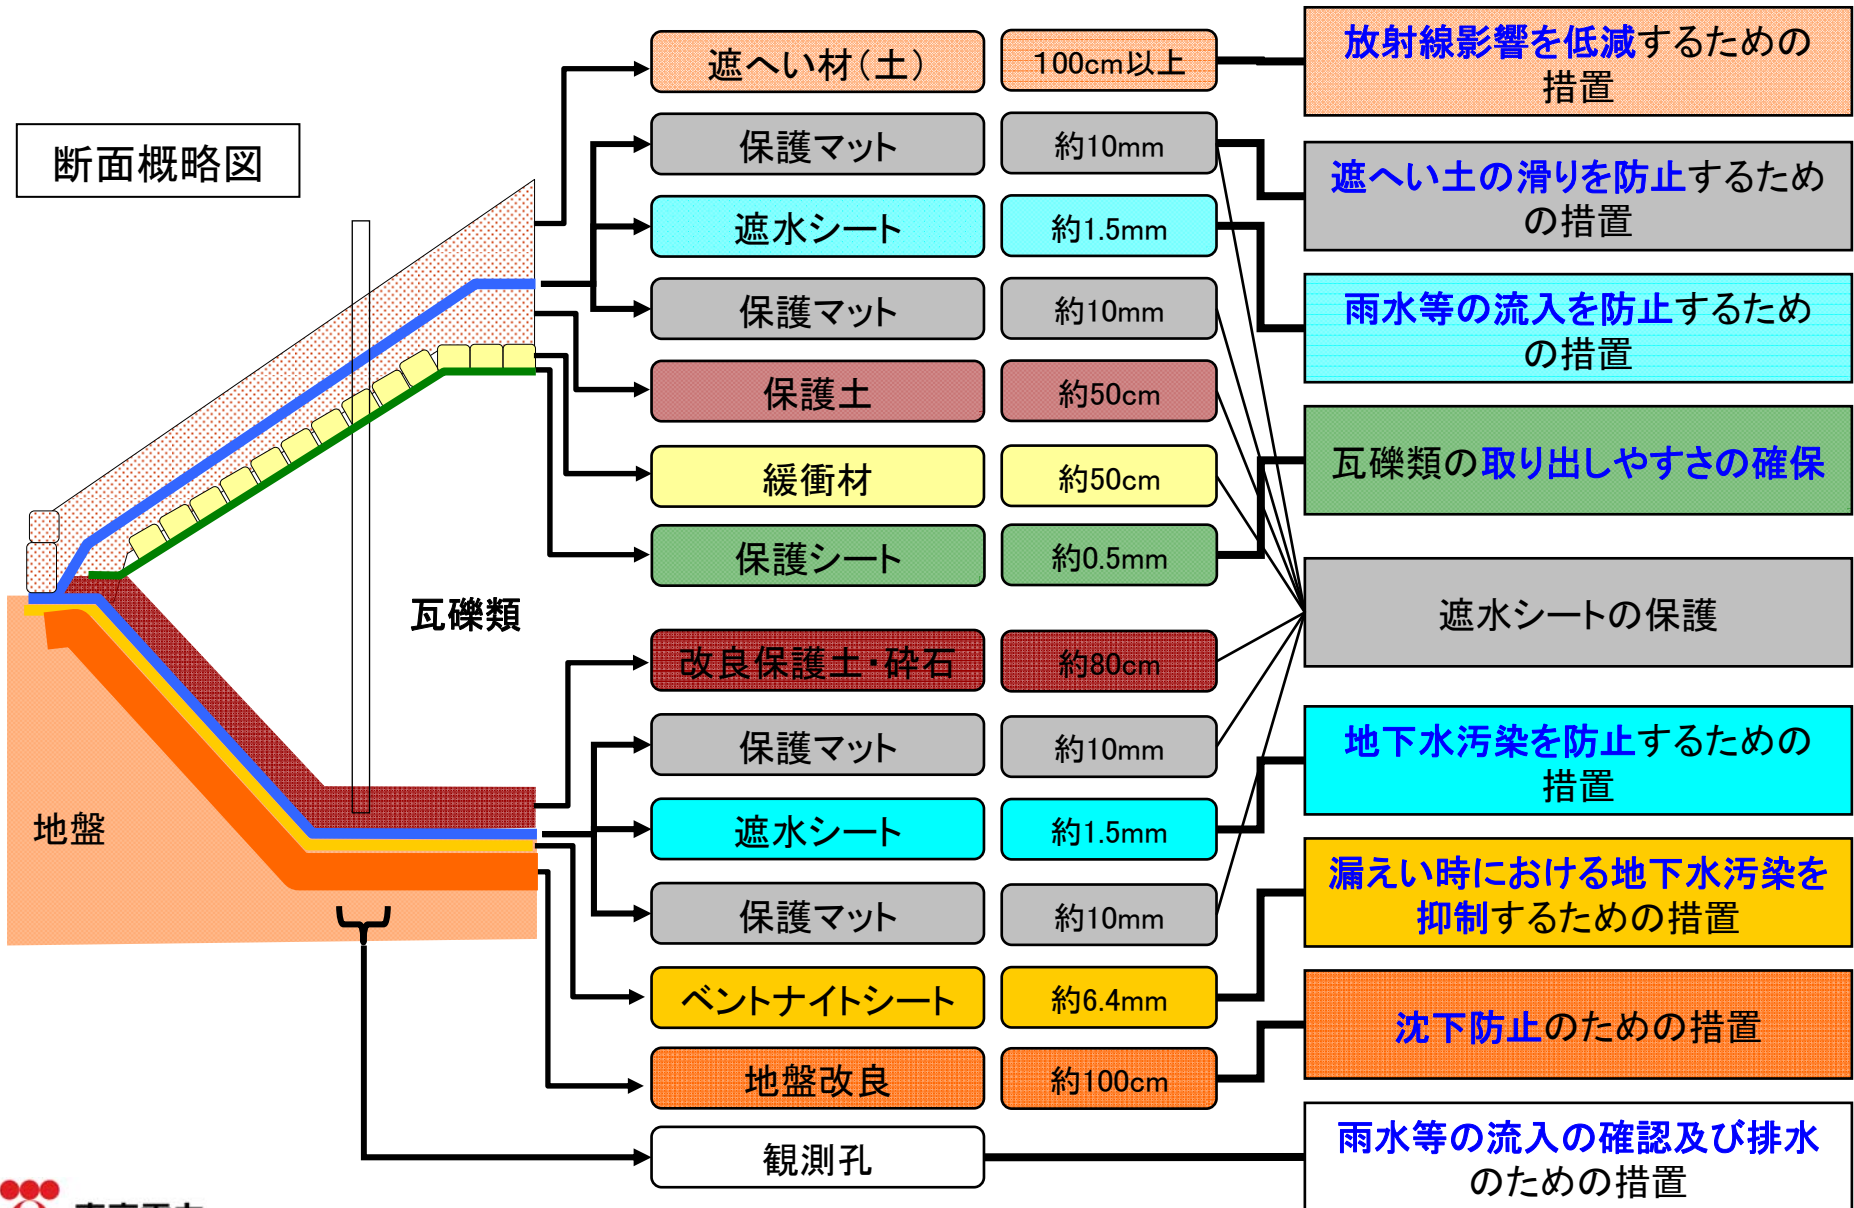 断面概略図
遮へい材（土）
100cm以上
放射線影響を低減するための
措置
保護マット
約10mm
遮へい土の滑りを防止するため
の措置
遮水シート
約1.5mm
雨水等の流入を防止するため
の措置
保護マット
約10mm
保護土
約50cm
緩衝材
約50cm
瓦礫類の取り出しやすさの確保
保護シート
約0.5mm
瓦礫類
遮水シートの保護
改良保護土・砕石
約80cm
保護マット
約10mm
地下水汚染を防止するための
措置
地盤
遮水シート
約1.5mm
保護マット
約10mm
漏えい時における地下水汚染を
抑制するための措置
ベントナイトシート
約6.4mm
沈下防止のための措置
地盤改良
約100cm
観測孔
雨水等の流入の確認及び排水
のための措置